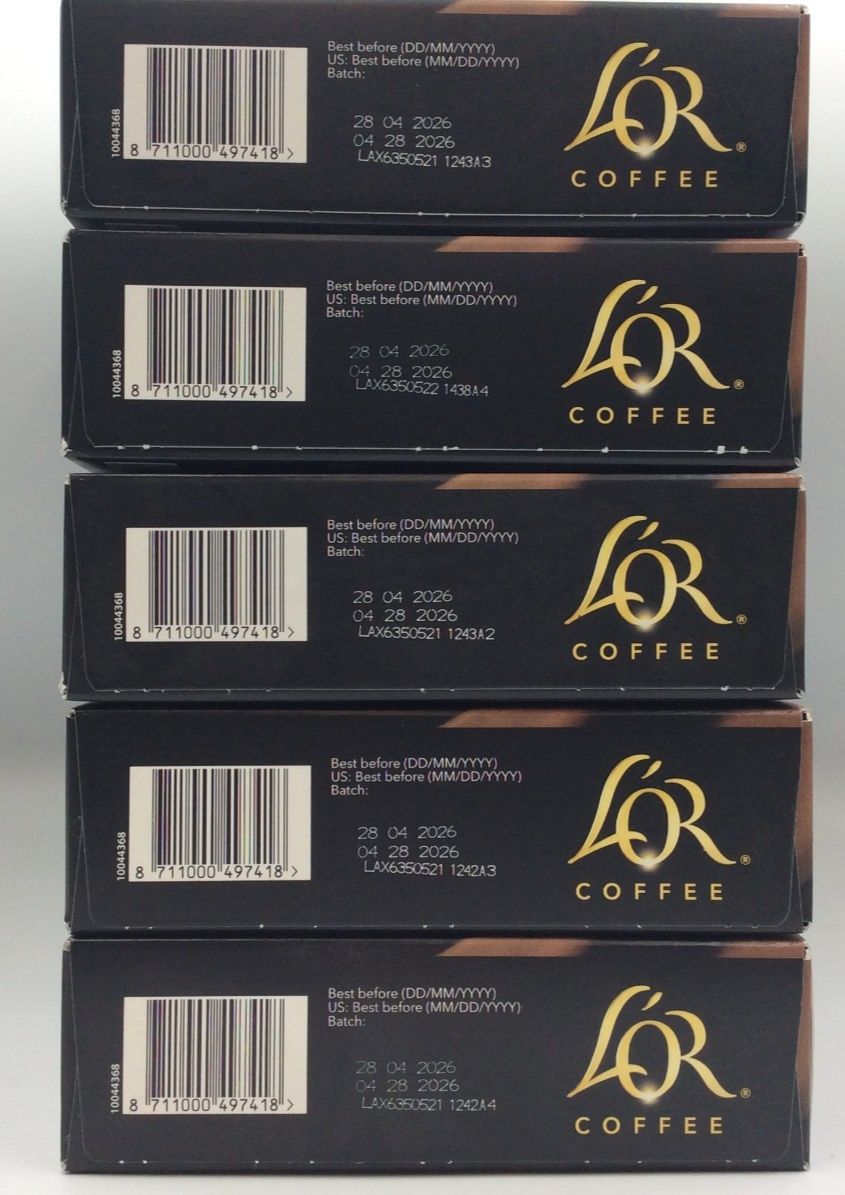 Best before (DD/MM/YYYY)
US: Best before (MM/DD/YYYY)
Batch:
28 04 2026
04 28 2026
LAX6350521 1243A3
10044368
8 711000 497418 >
L'OR®
COFFEE
Best before (DD/MM/YYYY)
US: Best before (MM/DD/YYYY)
Batch:
28 04 2026
04 28 2026
LAX6350522 1438A4
10044368
8 711000 497418 >
L'OR®
COFFEE
Best before (DD/MM/YYYY)
US: Best before (MM/DD/YYYY)
Batch:
28 04 2026
04 28 2026
LAX6350521 1243A2
10044368
8 711000 497418 >
L'OR®
COFFEE
Best before (DD/MM/YYYY)
US: Best before (MM/DD/YYYY)
Batch:
28 04 2026
04 28 2026
LAX6350521 1242A3
10044368
8 711000 497418 >
L'OR®
COFFEE
Best before (DD/MM/YYYY)
US: Best before (MM/DD/YYYY)
Batch:
28 04 2026
04 28 2026
LAX6350521 1242A4
10044368
8 711000 497418 >
L'OR®
COFFEE